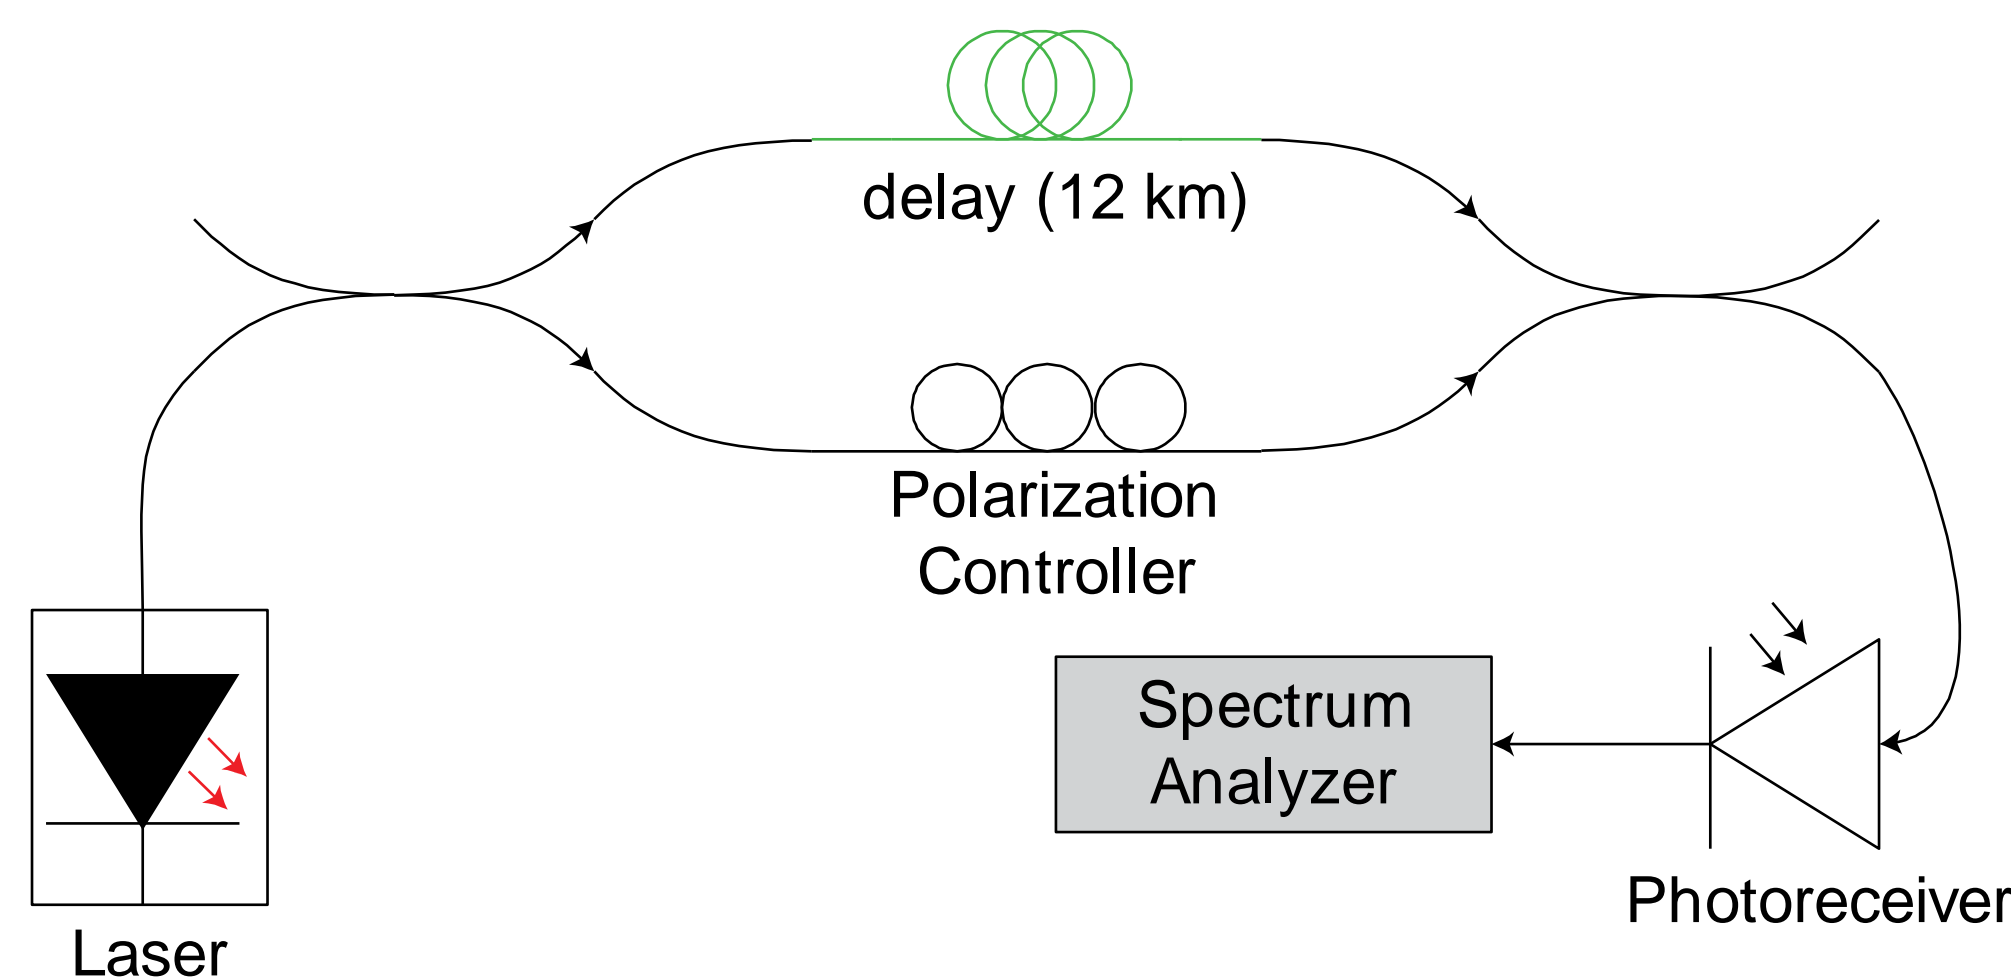 delay (12 km)
Polarization
Controller
Spectrum
Analyzer
Photoreceiver
Laser